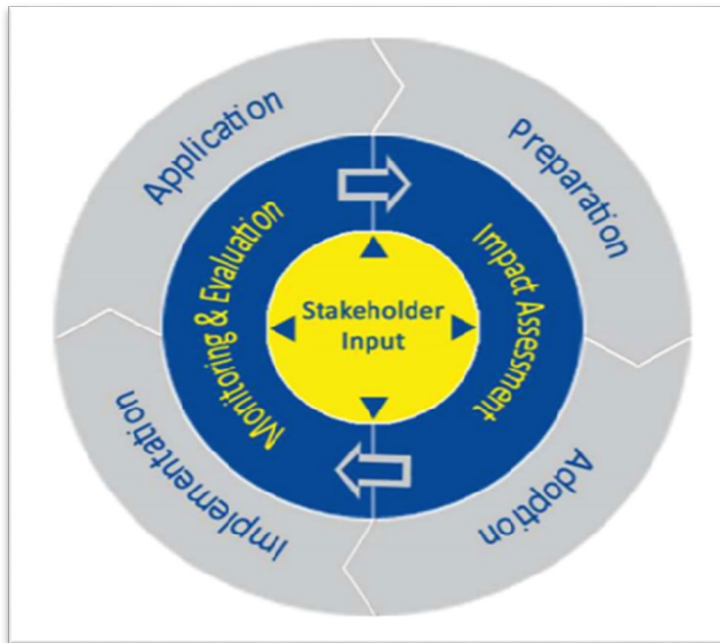 Application
Preparation
Monitoring & Evaluation
Impact Assessment
Stakeholder
Input
Implementation
Adoption